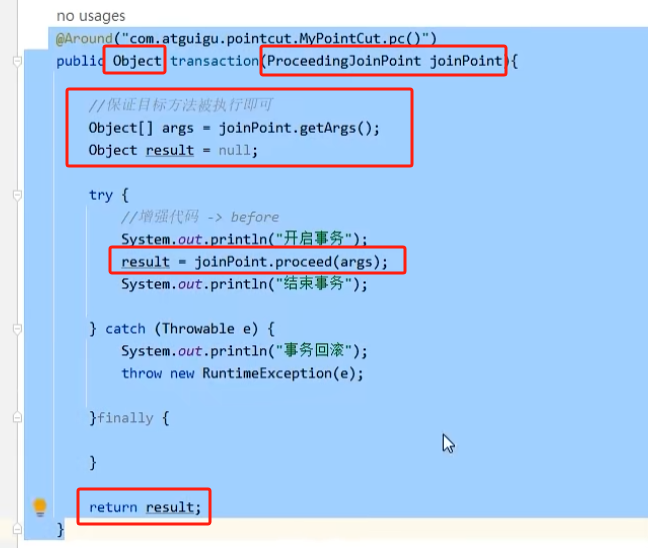 no usages
@Around("com.atguigu.pointcut.MyPointCut.pc()")
public Object transaction(ProceedingJoinPoint joinPoint){
//保证目标方法被执行即可
Object[] args = joinPoint.getArgs();
Object result = null;
try {
//增强代码 -> before
System.out.println("开启事务");
result = joinPoint.proceed(args);
System.out.println("结束事务");
} catch (Throwable e) {
System.out.println("事务回滚");
throw new RuntimeException(e);
}finally {
}
return result;
}